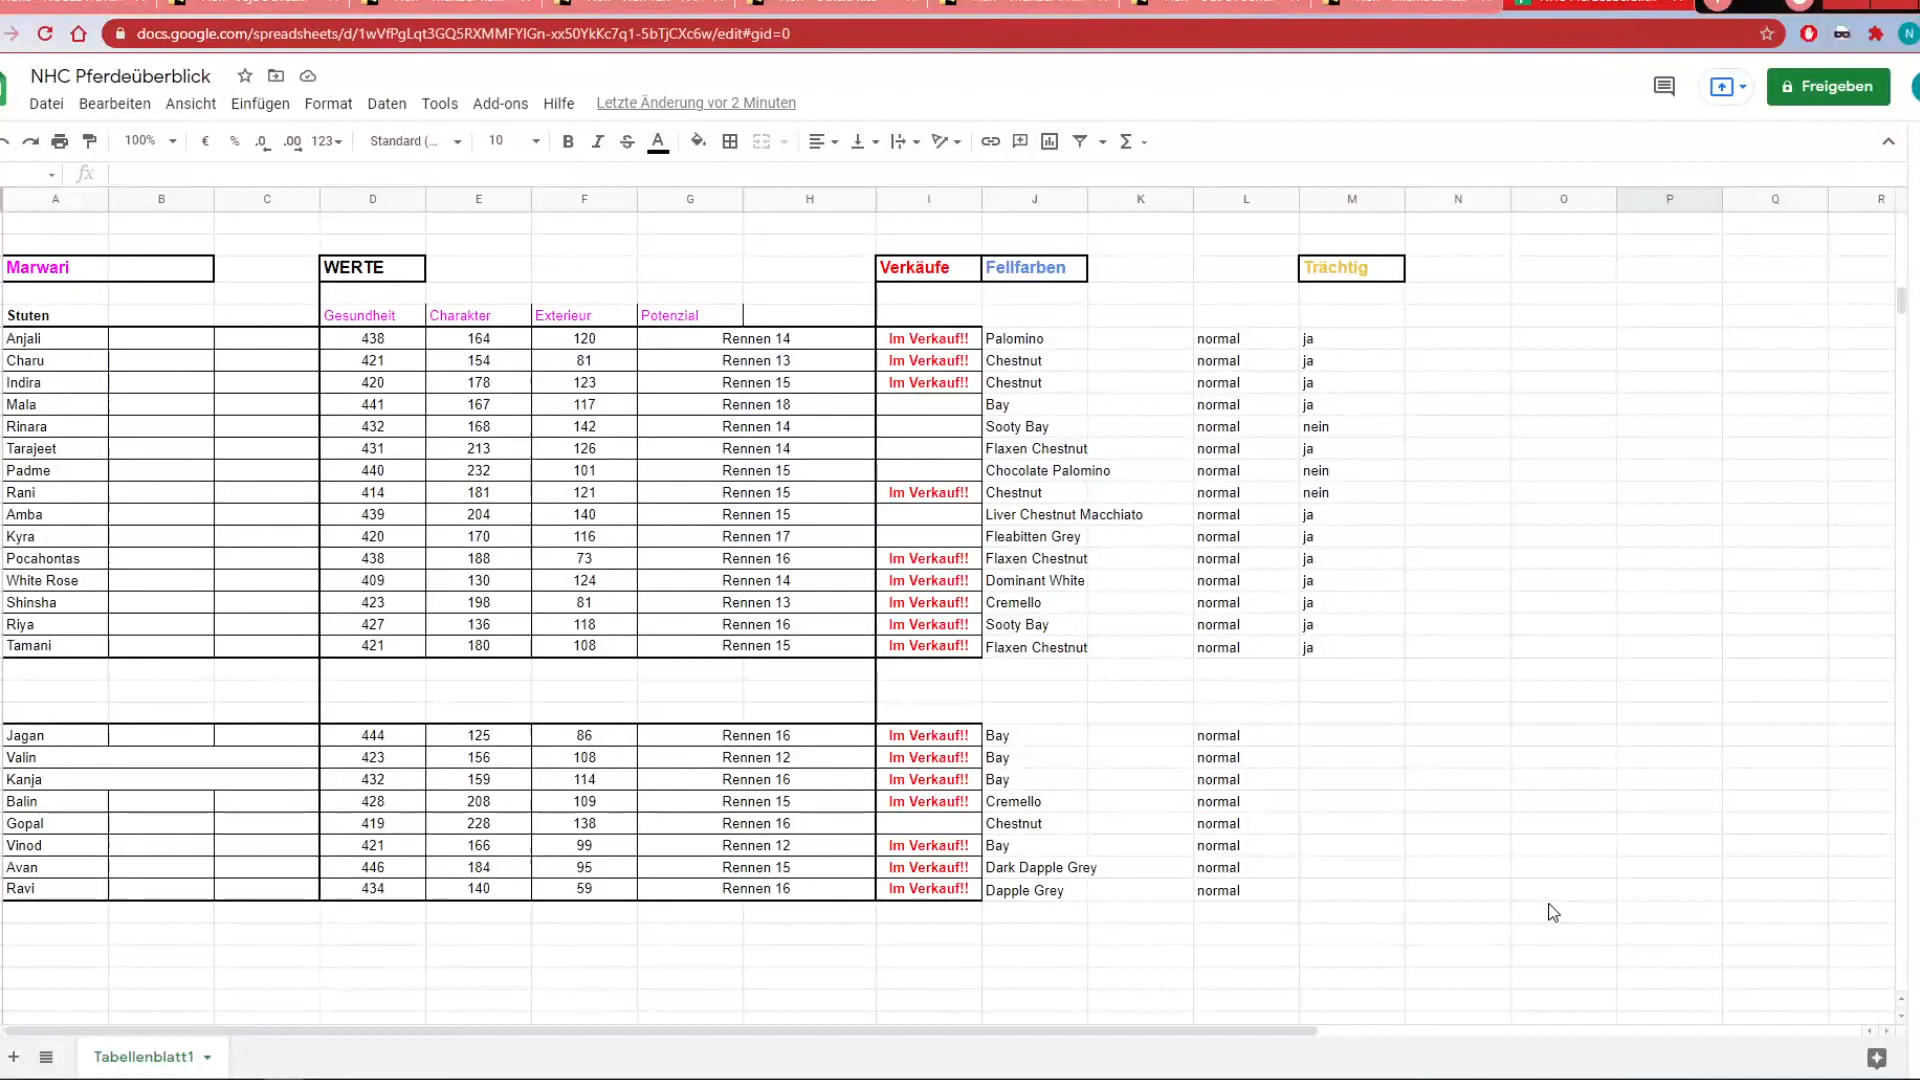 docs.google.com/spreadsheets/d/1wVfPgLqt3GQ5RXMMFYlGn-xx50YkKc7q1-5bTjCXc6w/edit#gid=0
NHC Pferdeüberblick
Freigeben
Datei Bearbeiten Ansicht Einfügen Format Daten Tools Add-ons Hilfe Letzte Änderung vor 2 Minuten
100% € % .0 .00 123 Standard (... 10 B I S A Σ
fx
A B C D E F G H I J K L M N O P Q R
Marwari WERTE Verkäufe Fellfarben Trächtig
Stuten Gesundheit Charakter Exterieur Potenzial
Anjali 438 164 120 Rennen 14 Im Verkauf!! Palomino normal ja
Charu 421 154 81 Rennen 13 Im Verkauf!! Chestnut normal ja
Indira 420 178 123 Rennen 15 Im Verkauf!! Chestnut normal ja
Mala 441 167 117 Rennen 18 Bay normal ja
Rinara 432 168 142 Rennen 14 Sooty Bay normal nein
Tarajeet 431 213 126 Rennen 14 Flaxen Chestnut normal ja
Padme 440 232 101 Rennen 15 Chocolate Palomino normal nein
Rani 414 181 121 Rennen 15 Im Verkauf!! Chestnut normal nein
Amba 439 204 140 Rennen 15 Liver Chestnut Macchiato normal ja
Kyra 420 170 116 Rennen 17 Fleabitten Grey normal ja
Pocahontas 438 188 73 Rennen 16 Im Verkauf!! Flaxen Chestnut normal ja
White Rose 409 130 124 Rennen 14 Im Verkauf!! Dominant White normal ja
Shinsha 423 198 81 Rennen 13 Im Verkauf!! Cremello normal ja
Riya 427 136 118 Rennen 16 Im Verkauf!! Sooty Bay normal ja
Tamani 421 180 108 Rennen 15 Im Verkauf!! Flaxen Chestnut normal ja
Jagan 444 125 86 Rennen 16 Im Verkauf!! Bay normal
Valin 423 156 108 Rennen 12 Im Verkauf!! Bay normal
Kanja 432 159 114 Rennen 16 Im Verkauf!! Bay normal
Balin 428 208 109 Rennen 15 Im Verkauf!! Cremello normal
Gopal 419 228 138 Rennen 16 Chestnut normal
Vinod 421 166 99 Rennen 12 Im Verkauf!! Bay normal
Avan 446 184 95 Rennen 15 Im Verkauf!! Dark Dapple Grey normal
Ravi 434 140 59 Rennen 16 Im Verkauf!! Dapple Grey normal
Tabellenblatt1